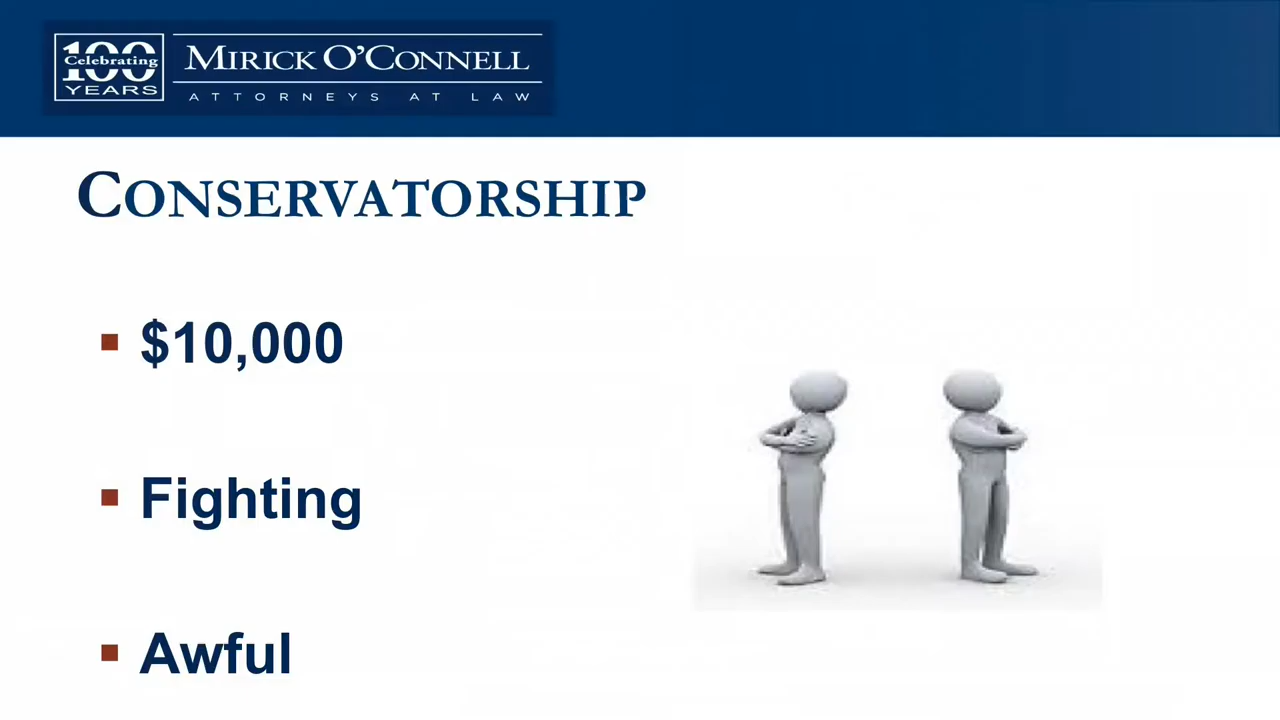 100
Celebrating
YEARS
MIRICK O'CONNELL
ATTORNEYS AT LAW
CONSERVATORSHIP
▪ $10,000
▪ Fighting
▪ Awful